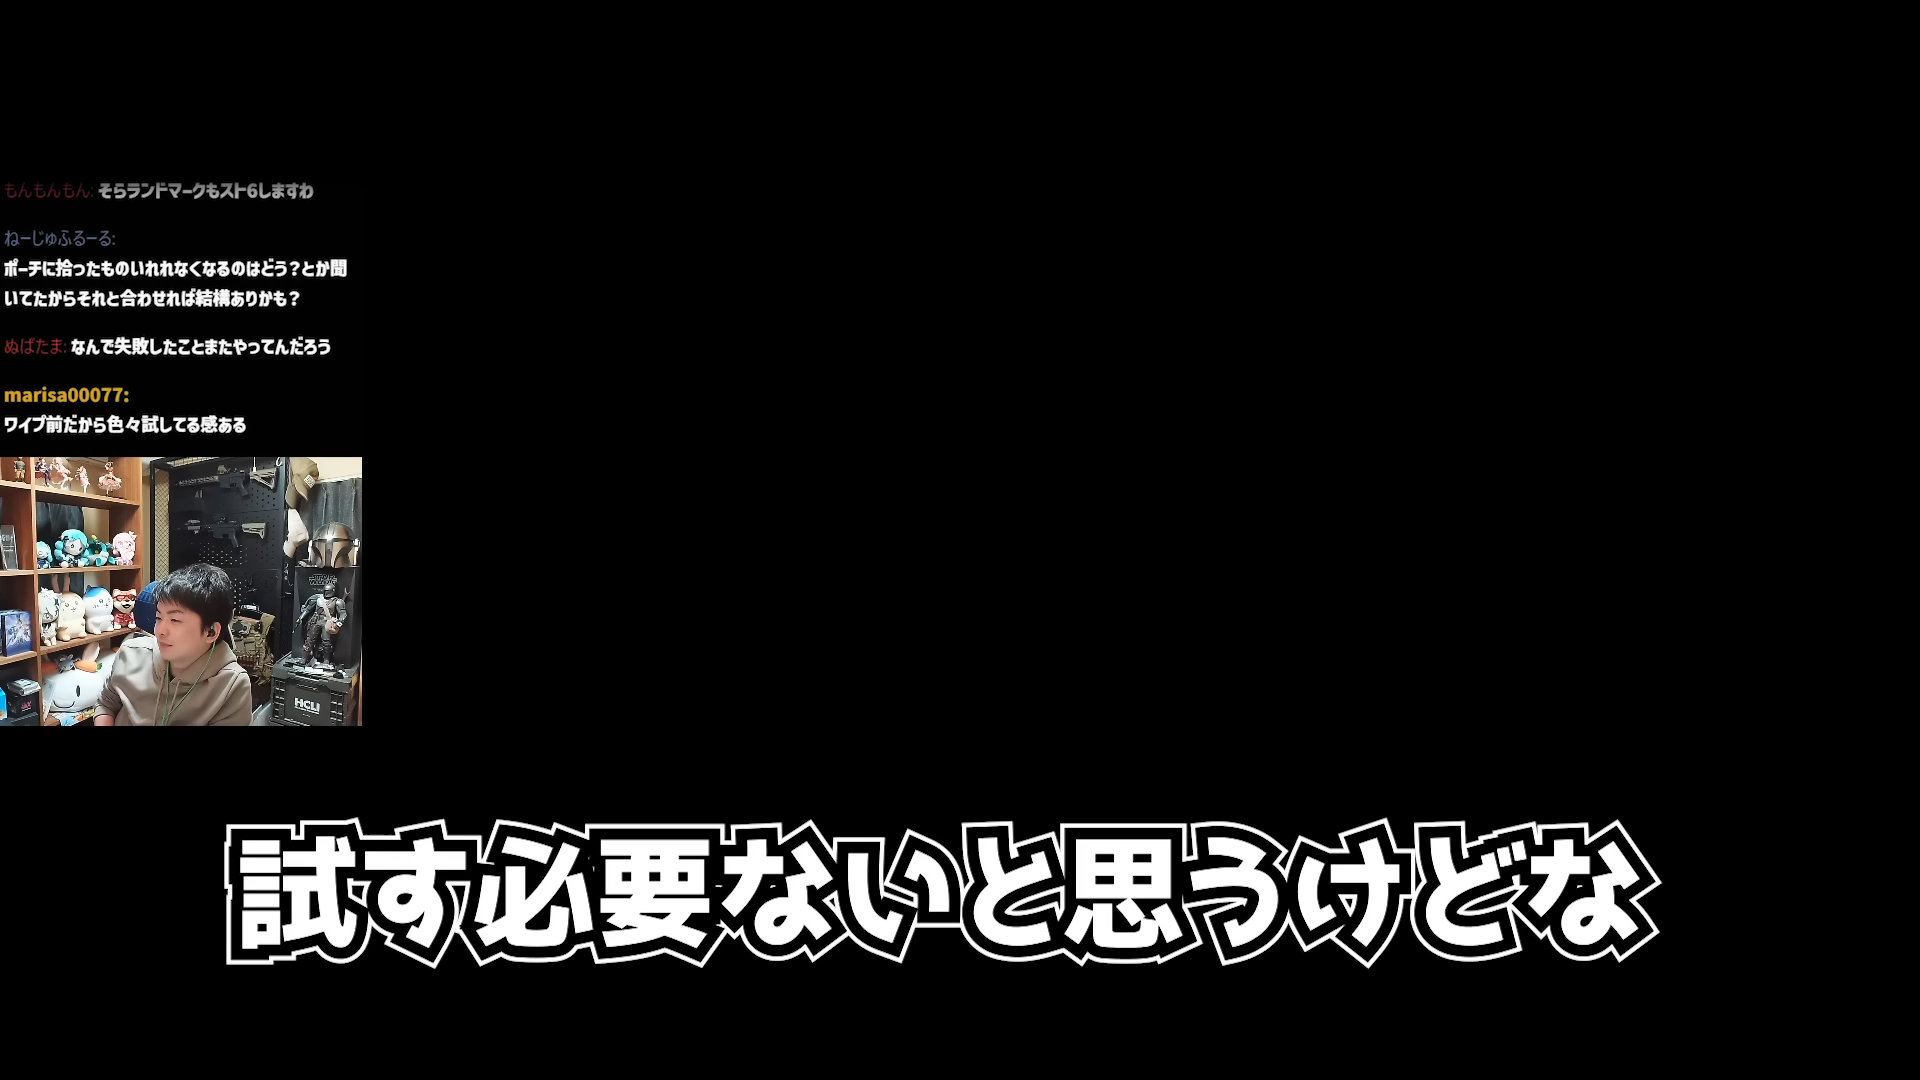 もんもんもん: そらランドマークもスト6しますわ
ねーじゅふるーる:
ポーチに拾ったものいれれなくなるのはどう？とか聞
いてたからそれと合わせれば結構ありかも？
ぬばたま: なんで失敗したことまたやってんだろう
marisa00077:
ワイプ前だから色々試してる感ある
HCLI
試す必要ないと思うけどな